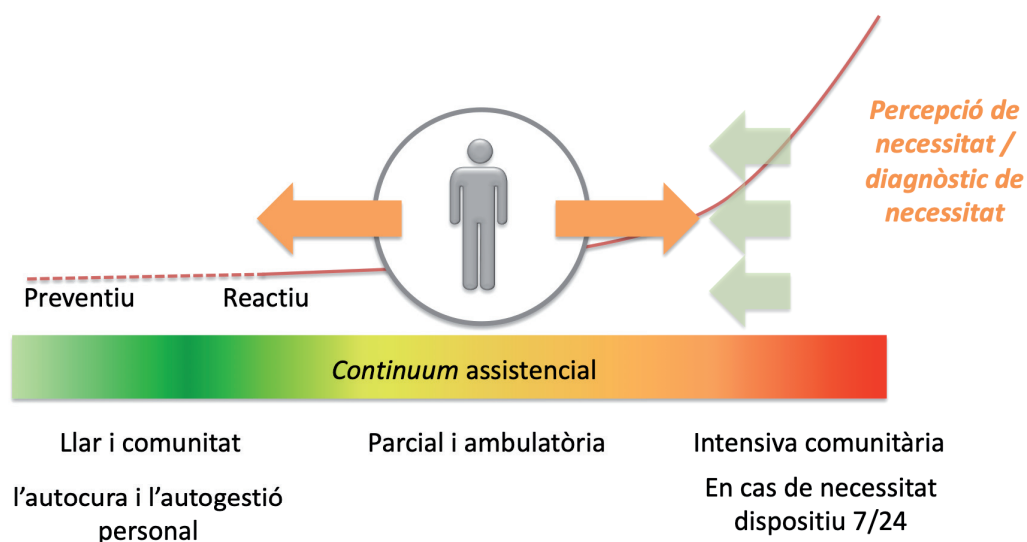 Percepció de
necessitat /
diagnòstic de
necessitat
Preventiu
Reactiu
Continuum assistencial
Llar i comunitat
l’autocura i l’autogestió
personal
Parcial i ambulatòria
Intensiva comunitària
En cas de necessitat
dispositiu 7/24